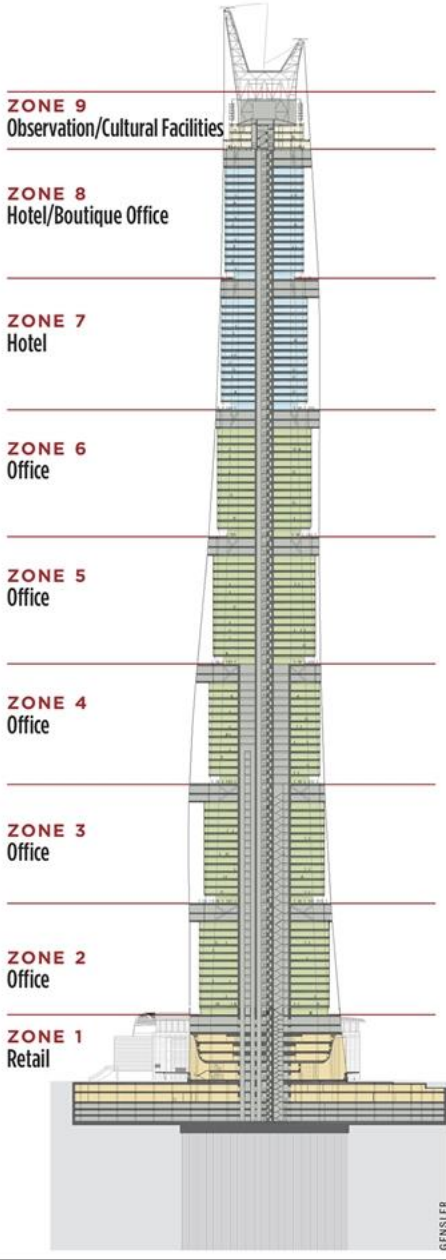 ZONE 9
Observation/Cultural Facilities
ZONE 8
Hotel/Boutique Office
ZONE 7
Hotel
ZONE 6
Office
ZONE 5
Office
ZONE 4
Office
ZONE 3
Office
ZONE 2
Office
ZONE 1
Retail
GENSLER